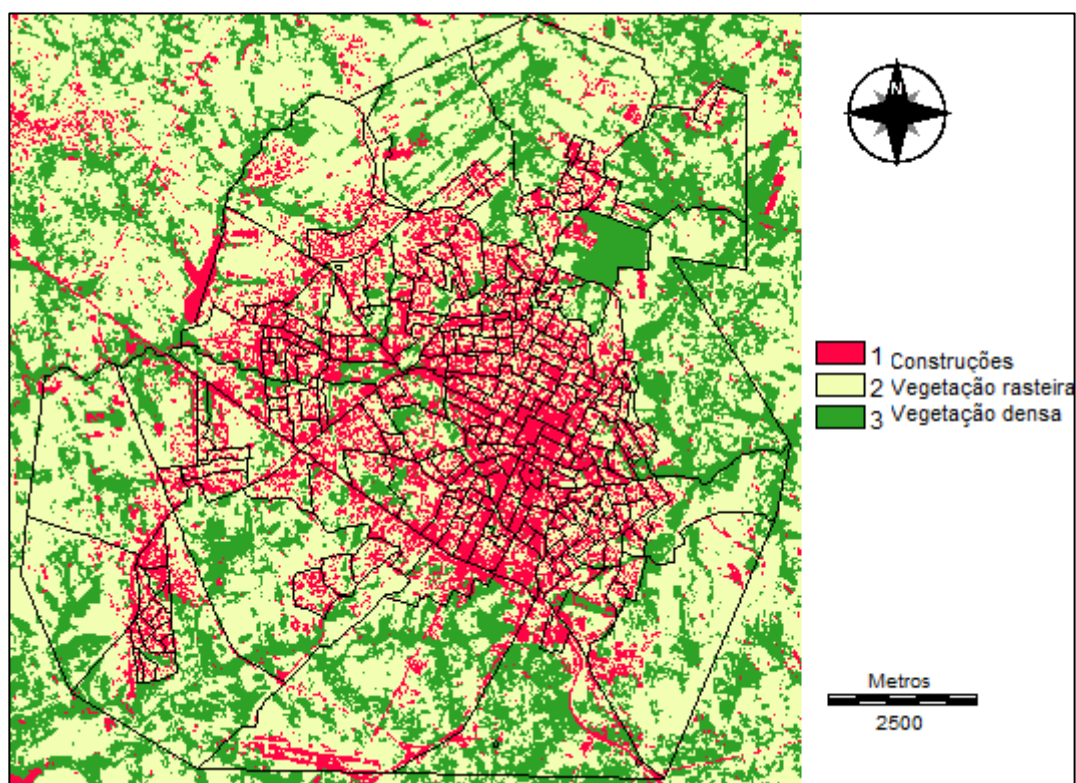 N
1 Construções
2 Vegetação rasteira
3 Vegetação densa
Metros
2500